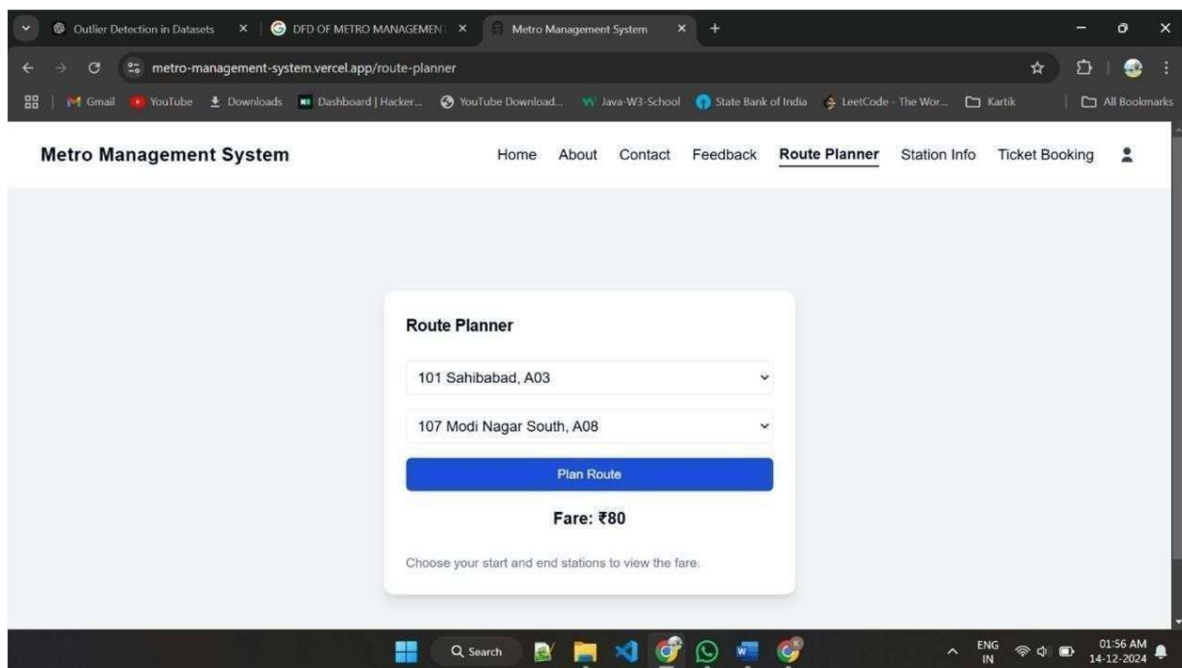 Outlier Detection in Datasets
DFD OF METRO MANAGEMENT
Metro Management System
metro-management-system.vercel.app/route-planner
Gmail YouTube Downloads Dashboard | Hacker... YouTube Download... Java-W3-School State Bank of India LeetCode - The Wor... Kartik All Bookmarks
Metro Management System Home About Contact Feedback Route Planner Station Info Ticket Booking
Route Planner
101 Sahibabad, A03
107 Modi Nagar South, A08
Plan Route
Fare: ₹80
Choose your start and end stations to view the fare.
Search
ENG 01:56 AM
IN 14-12-2024